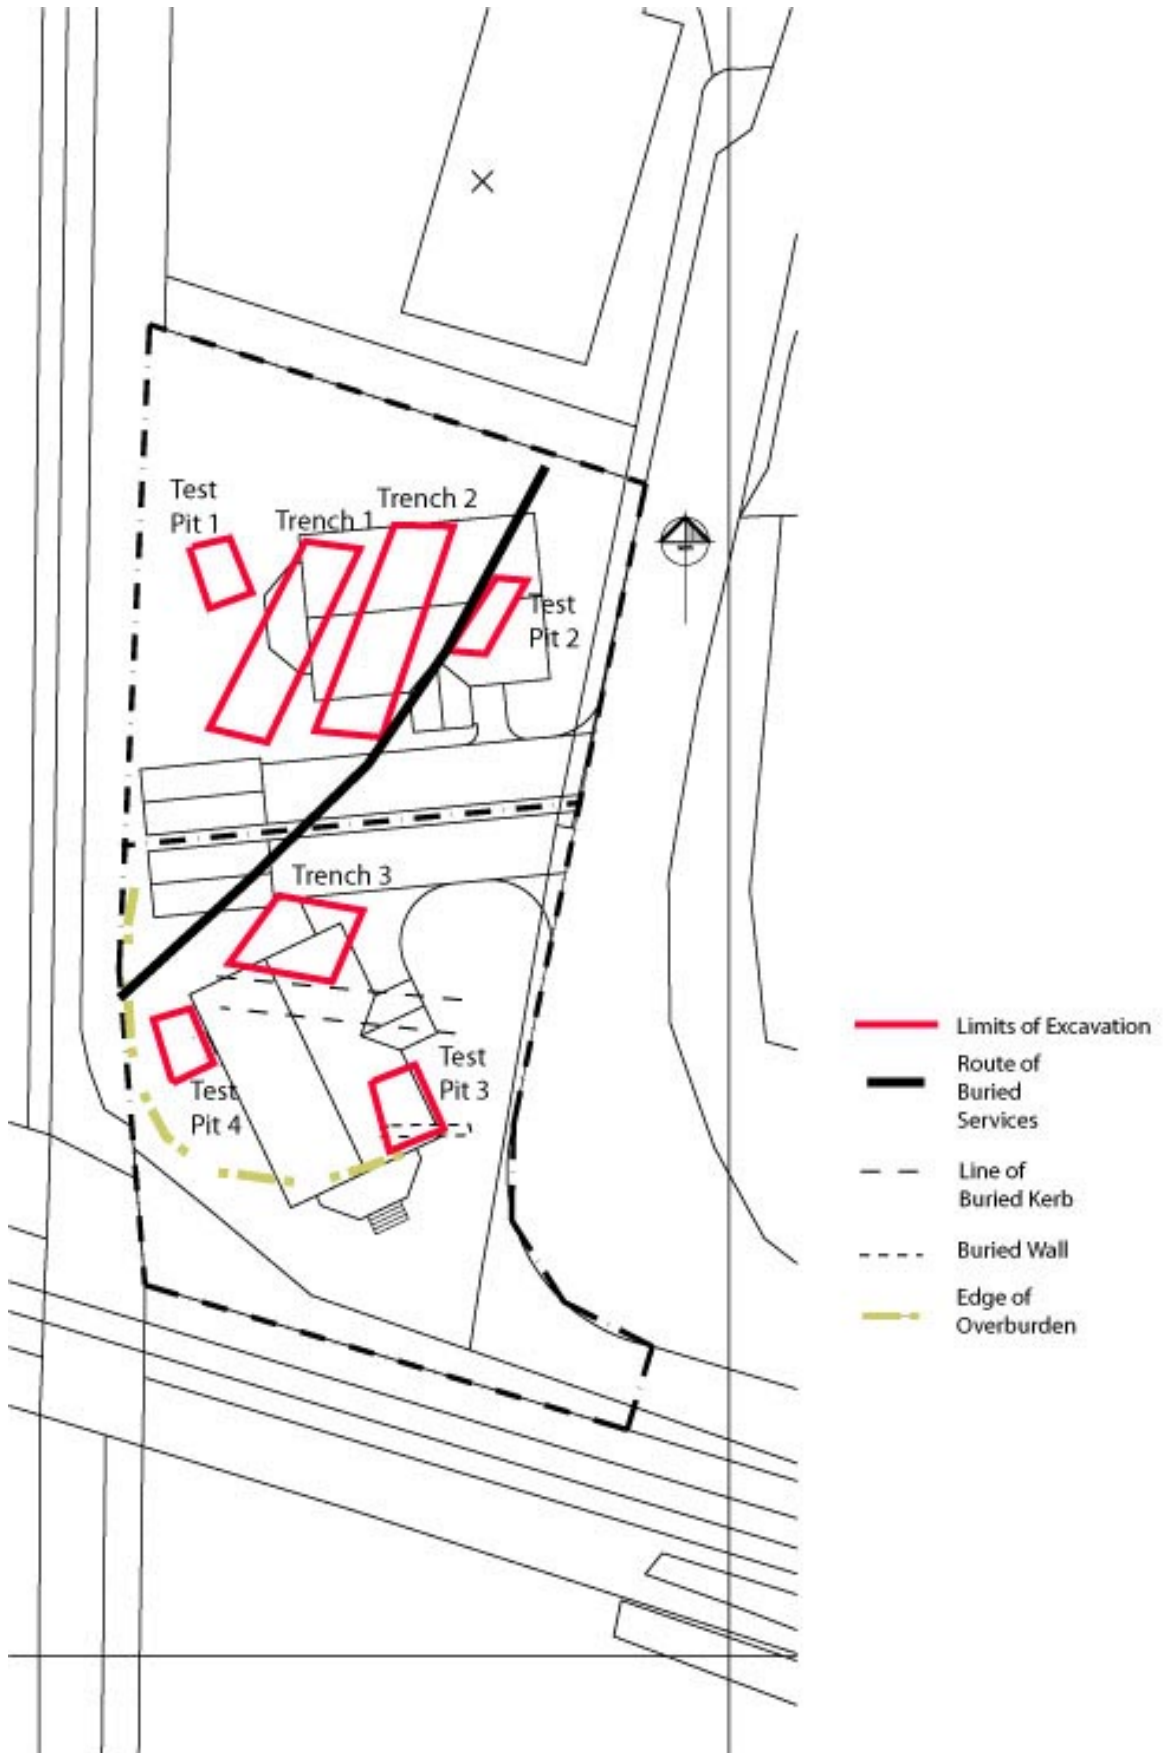 Test
Pit 1
Trench 1
Trench 2
Test
Pit 2
Trench 3
Test
Pit 3
Test
Pit 4
Limits of Excavation
Route of
Buried
Services
Line of
Buried Kerb
Buried Wall
Edge of
Overburden